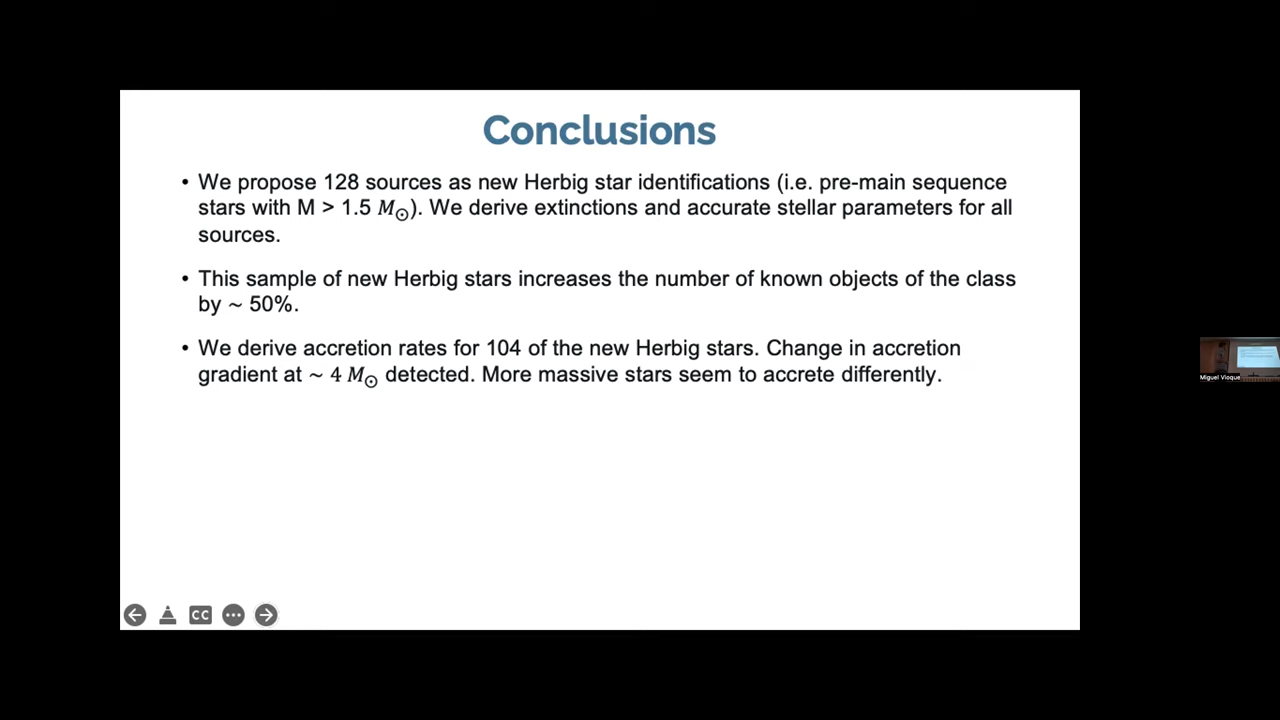 Conclusions
• We propose 128 sources as new Herbig star identifications (i.e. pre-main sequence
stars with M > 1.5 M⊙). We derive extinctions and accurate stellar parameters for all
sources.
• This sample of new Herbig stars increases the number of known objects of the class
by ~ 50%.
• We derive accretion rates for 104 of the new Herbig stars. Change in accretion
gradient at ~ 4 M⊙ detected. More massive stars seem to accrete differently.
CC
Miguel Vioque